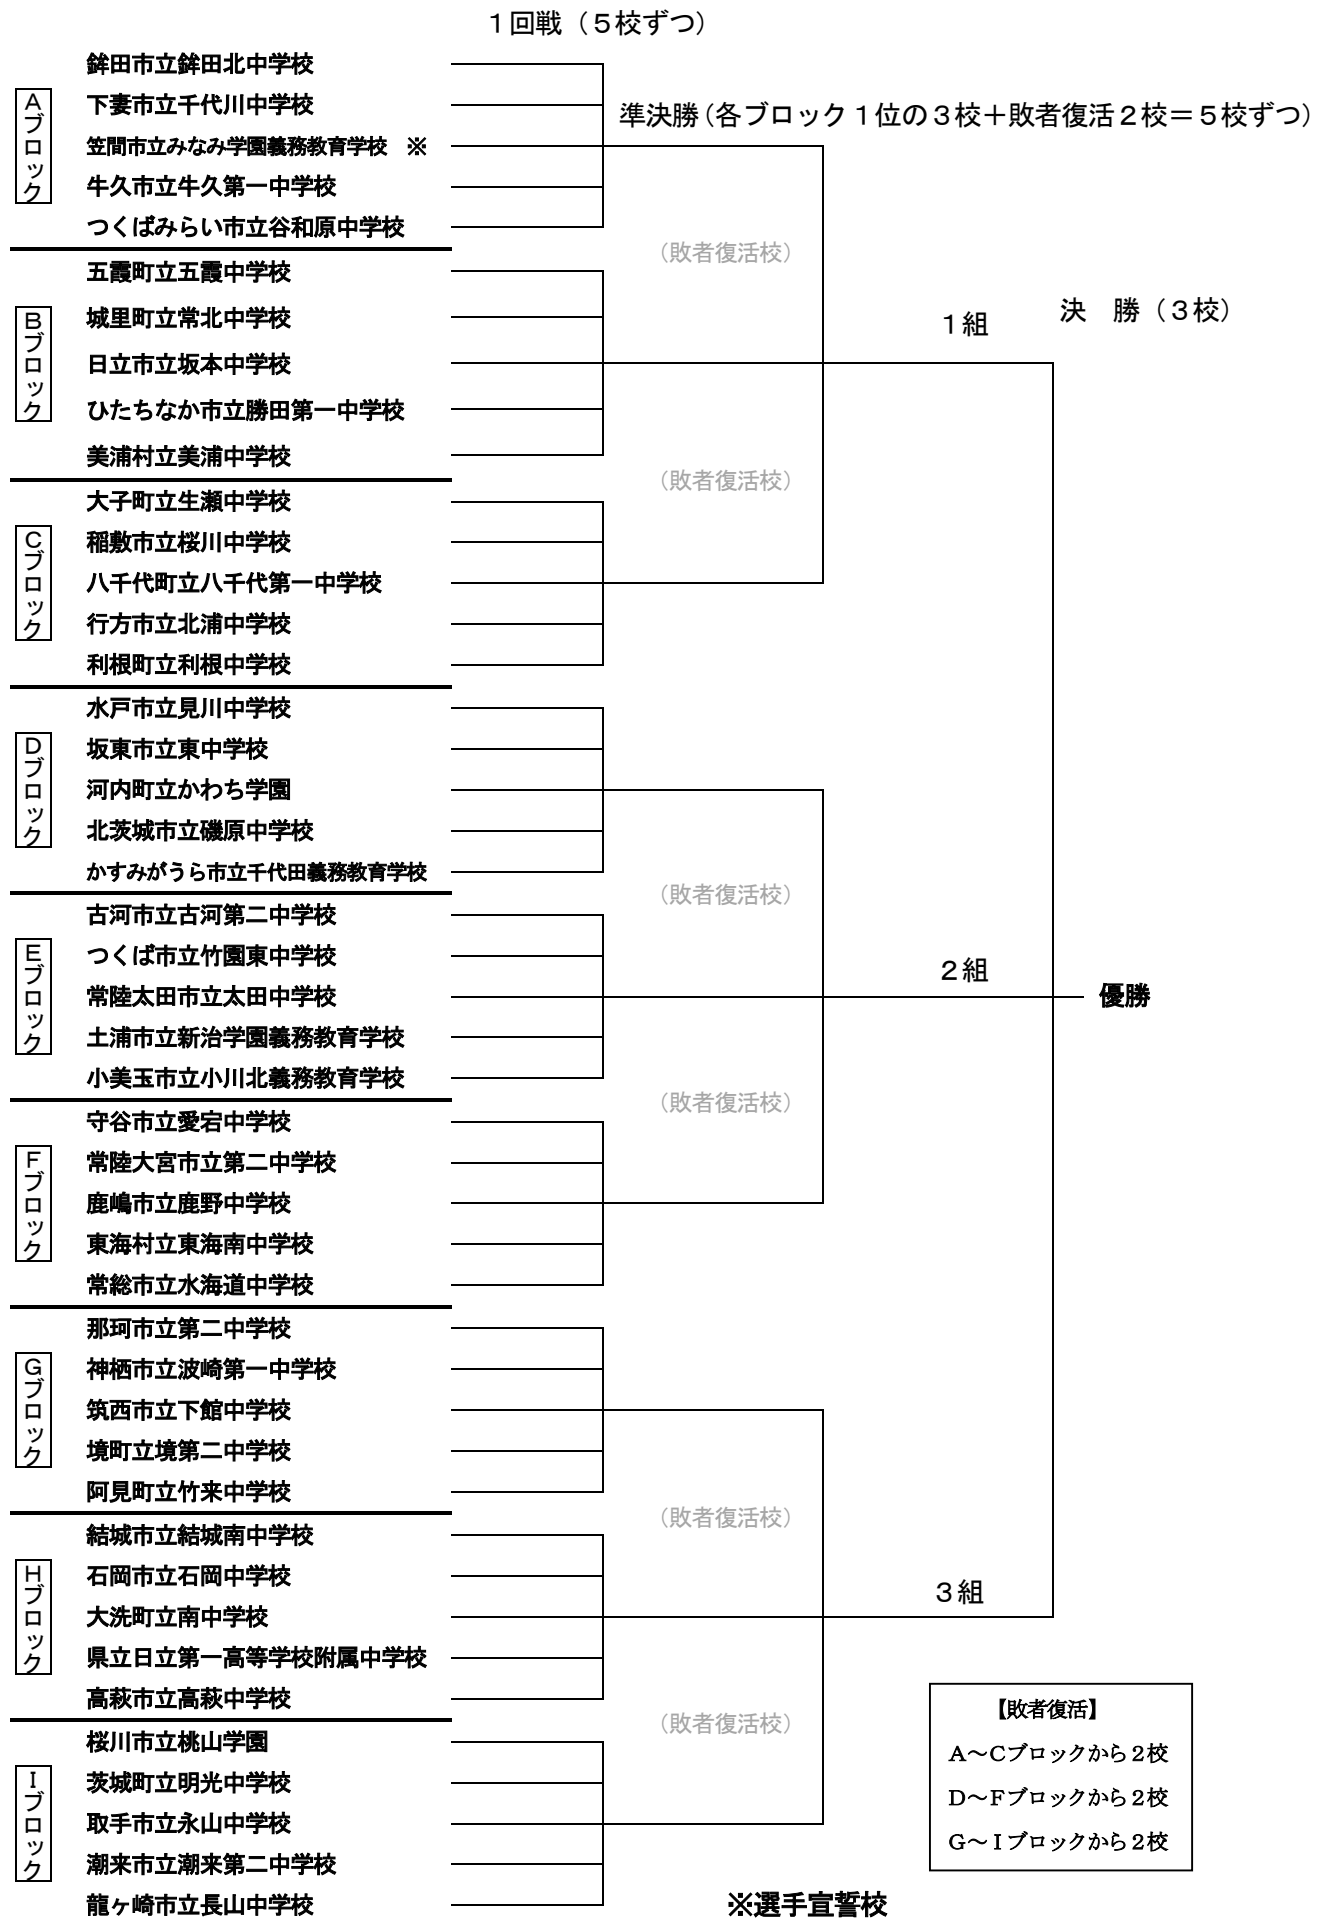 １回戦（５校ずつ）
鉾田市立鉾田北中学校
Ａブロック
下妻市立千代川中学校
準決勝（各ブロック１位の３校＋敗者復活２校＝５校ずつ）
笠間市立みなみ学園義務教育学校　※
牛久市立牛久第一中学校
つくばみらい市立谷和原中学校
（敗者復活校）
五霞町立五霞中学校
Ｂブロック
城里町立常北中学校
１組
決　勝（３校）
日立市立坂本中学校
ひたちなか市立勝田第一中学校
美浦村立美浦中学校
（敗者復活校）
大子町立生瀬中学校
Ｃブロック
稲敷市立桜川中学校
八千代町立八千代第一中学校
行方市立北浦中学校
利根町立利根中学校
水戸市立見川中学校
Ｄブロック
坂東市立東中学校
河内町立かわち学園
北茨城市立磯原中学校
かすみがうら市立千代田義務教育学校
（敗者復活校）
古河市立古河第二中学校
Ｅブロック
つくば市立竹園東中学校
２組
常陸太田市立太田中学校
優勝
土浦市立新治学園義務教育学校
小美玉市立小川北義務教育学校
（敗者復活校）
守谷市立愛宕中学校
Ｆブロック
常陸大宮市立第二中学校
鹿嶋市立鹿野中学校
東海村立東海南中学校
常総市立水海道中学校
那珂市立第二中学校
Ｇブロック
神栖市立波崎第一中学校
筑西市立下館中学校
境町立境第二中学校
阿見町立竹来中学校
（敗者復活校）
結城市立結城南中学校
Ｈブロック
石岡市立石岡中学校
３組
大洗町立南中学校
県立日立第一高等学校附属中学校
高萩市立高萩中学校
（敗者復活校）
桜川市立桃山学園
Ｉブロック
茨城町立明光中学校
取手市立永山中学校
潮来市立潮来第二中学校
龍ヶ崎市立長山中学校
【敗者復活】
Ａ～Ｃブロックから２校
Ｄ～Ｆブロックから２校
Ｇ～Ｉブロックから２校
※選手宣誓校